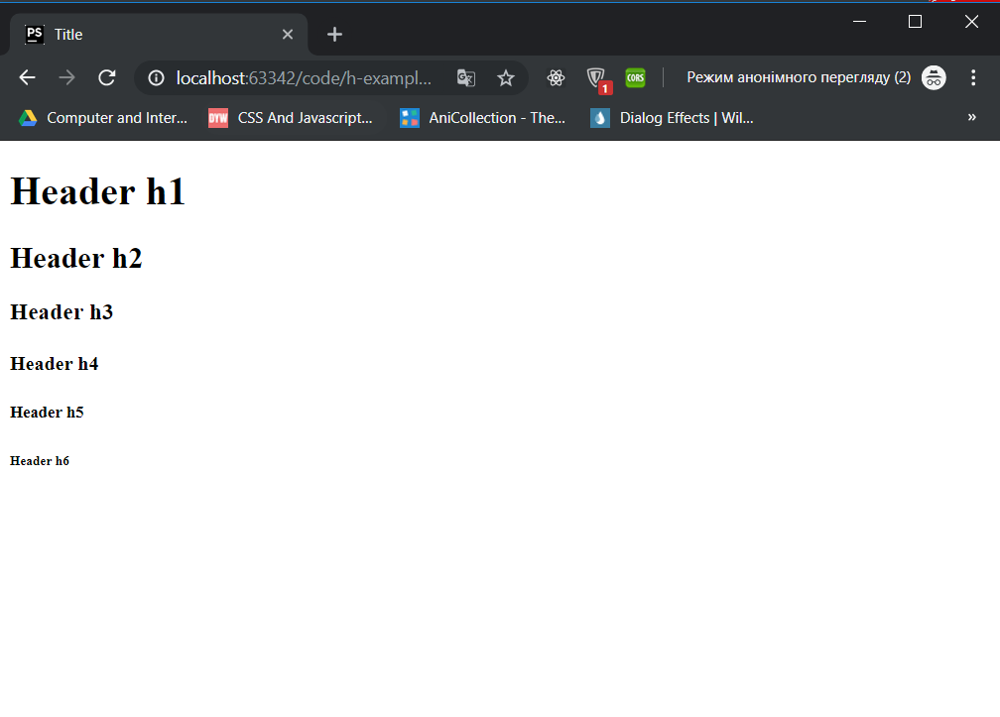 PS Title
localhost:63342/code/h-exampl... 1 CORS Режим анонімного перегляду (2)
Computer and Inter... DYW CSS And Javascript... AniCollection - The... Dialog Effects | Wil... »
Header h1
Header h2
Header h3
Header h4
Header h5
Header h6